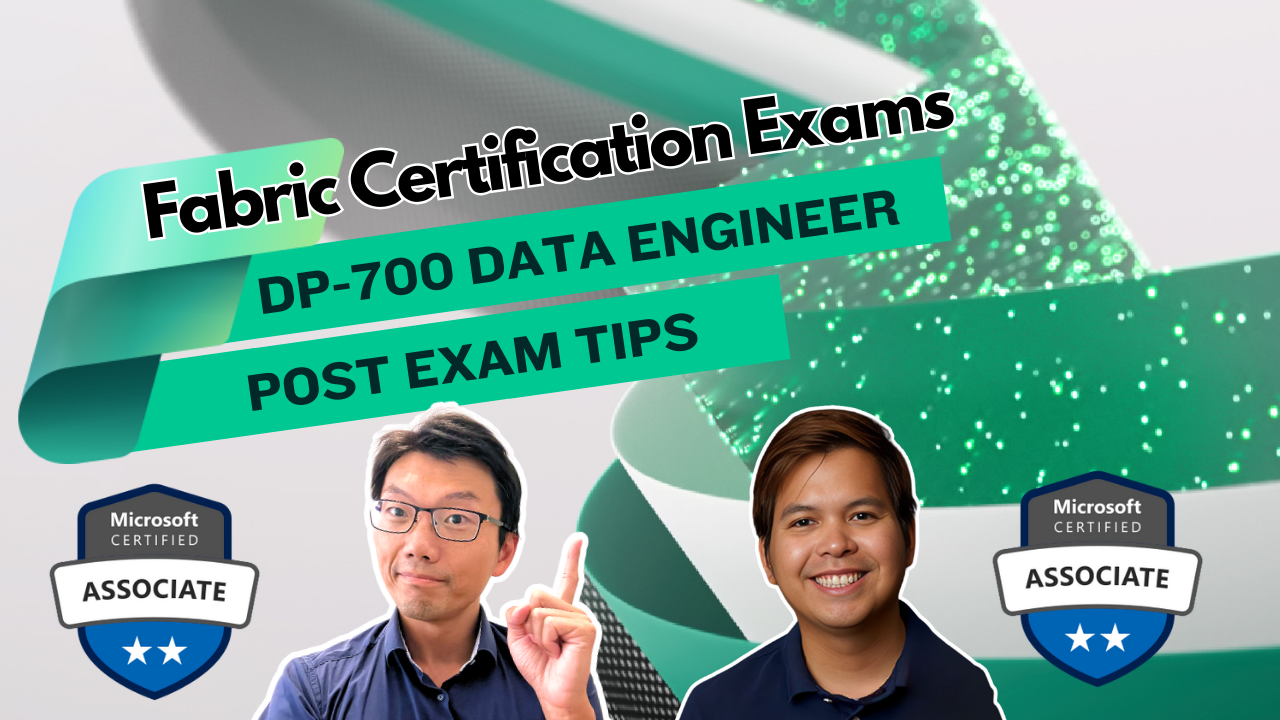 Fabric Certification Exams
DP-700 DATA ENGINEER
POST EXAM TIPS
Microsoft
CERTIFIED
ASSOCIATE
Microsoft
CERTIFIED
ASSOCIATE